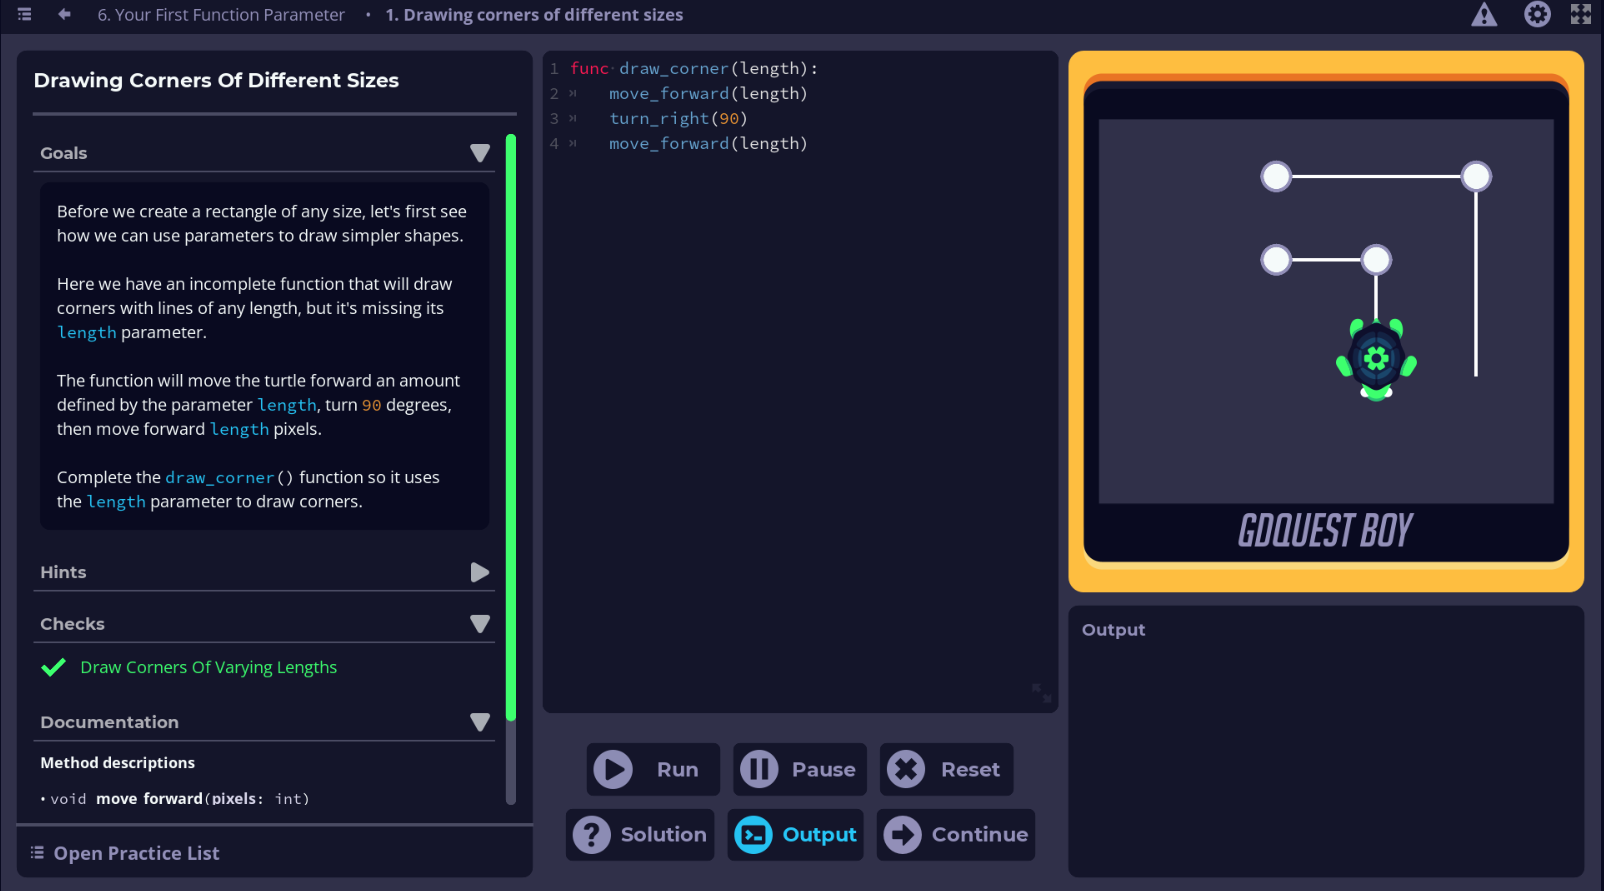 6. Your First Function Parameter • 1. Drawing corners of different sizes
Drawing Corners Of Different Sizes
Goals
Before we create a rectangle of any size, let's first see
how we can use parameters to draw simpler shapes.
Here we have an incomplete function that will draw
corners with lines of any length, but it's missing its
length parameter.
The function will move the turtle forward an amount
defined by the parameter length, turn 90 degrees,
then move forward length pixels.
Complete the draw_corner() function so it uses
the length parameter to draw corners.
Hints
Checks
Draw Corners Of Varying Lengths
Documentation
Method descriptions
• void move forward(pixels: int)
Open Practice List
1 func draw_corner(length):
2 move_forward(length)
3 turn_right(90)
4 move_forward(length)
Run
Pause
Reset
? Solution
Output
Continue
GDQUEST BOY
Output